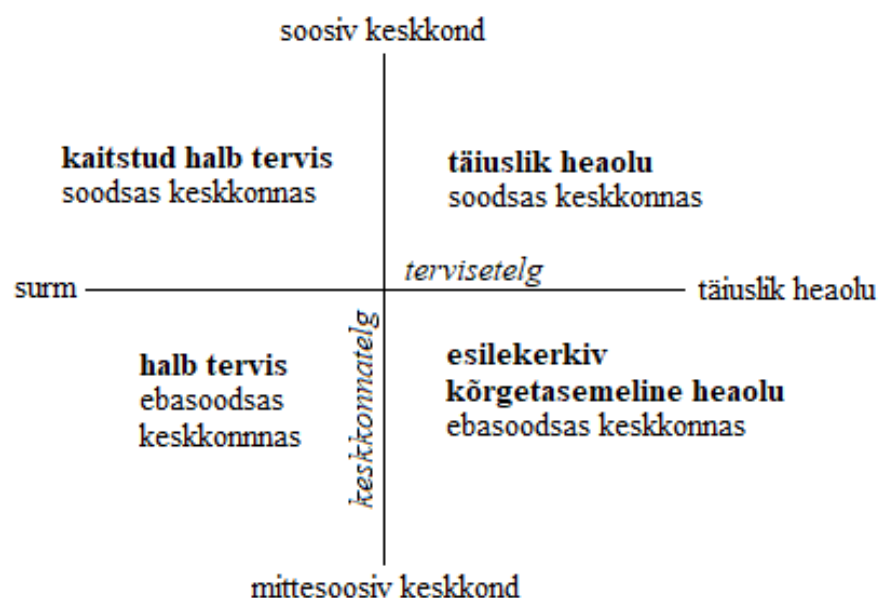 soosiv keskkond
kaitstud halb tervis
soodsas keskkonnas
täiuslik heaolu
soodsas keskkonnas
tervisetelg
surm
täiuslik heaolu
keskkonnatelg
halb tervis
ebasoodsas
keskkonnnas
esilekerkiv
kõrgetasemeline heaolu
ebasoodsas keskkonnas
mittesoosiv keskkond